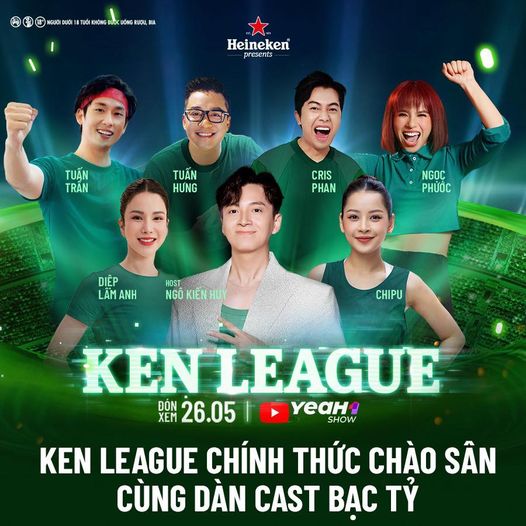 18+ NGƯỜI DƯỚI 18 TUỔI KHÔNG ĐƯỢC UỐNG RƯỢU, BIA
Heineken
presents
TUẤN
TRẦN
TUẤN
HƯNG
CRIS
PHAN
NGỌC
PHƯỚC
DIỆP
LÂM ANH
HOST
NGÔ KIẾN HUY
CHIPU
KEN LEAGUE
ĐÓN
XEM 26.05 | YEAH1
SHOW
KEN LEAGUE CHÍNH THỨC CHÀO SÂN
CÙNG DÀN CAST BẠC TỶ